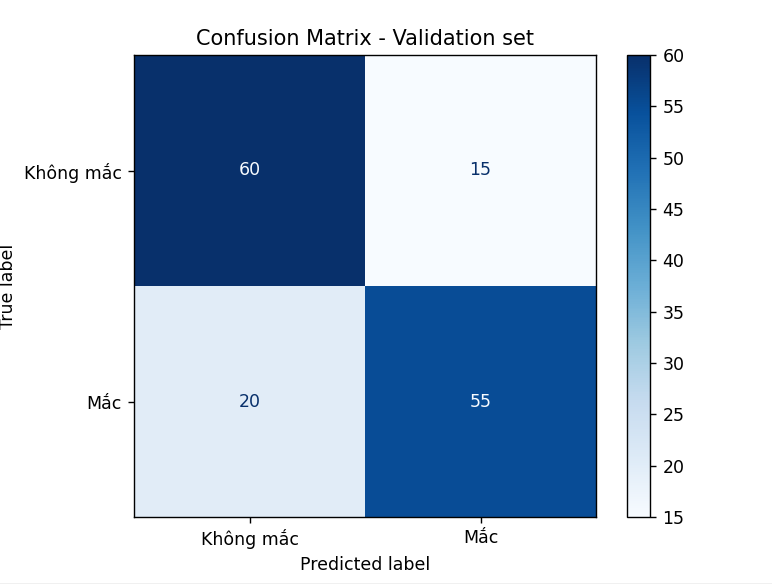 Confusion Matrix - Validation set
60
55
50
45
40
35
30
25
20
15
Không mắc
60
15
True label
Mắc
20
55
Không mắc
Mắc
Predicted label